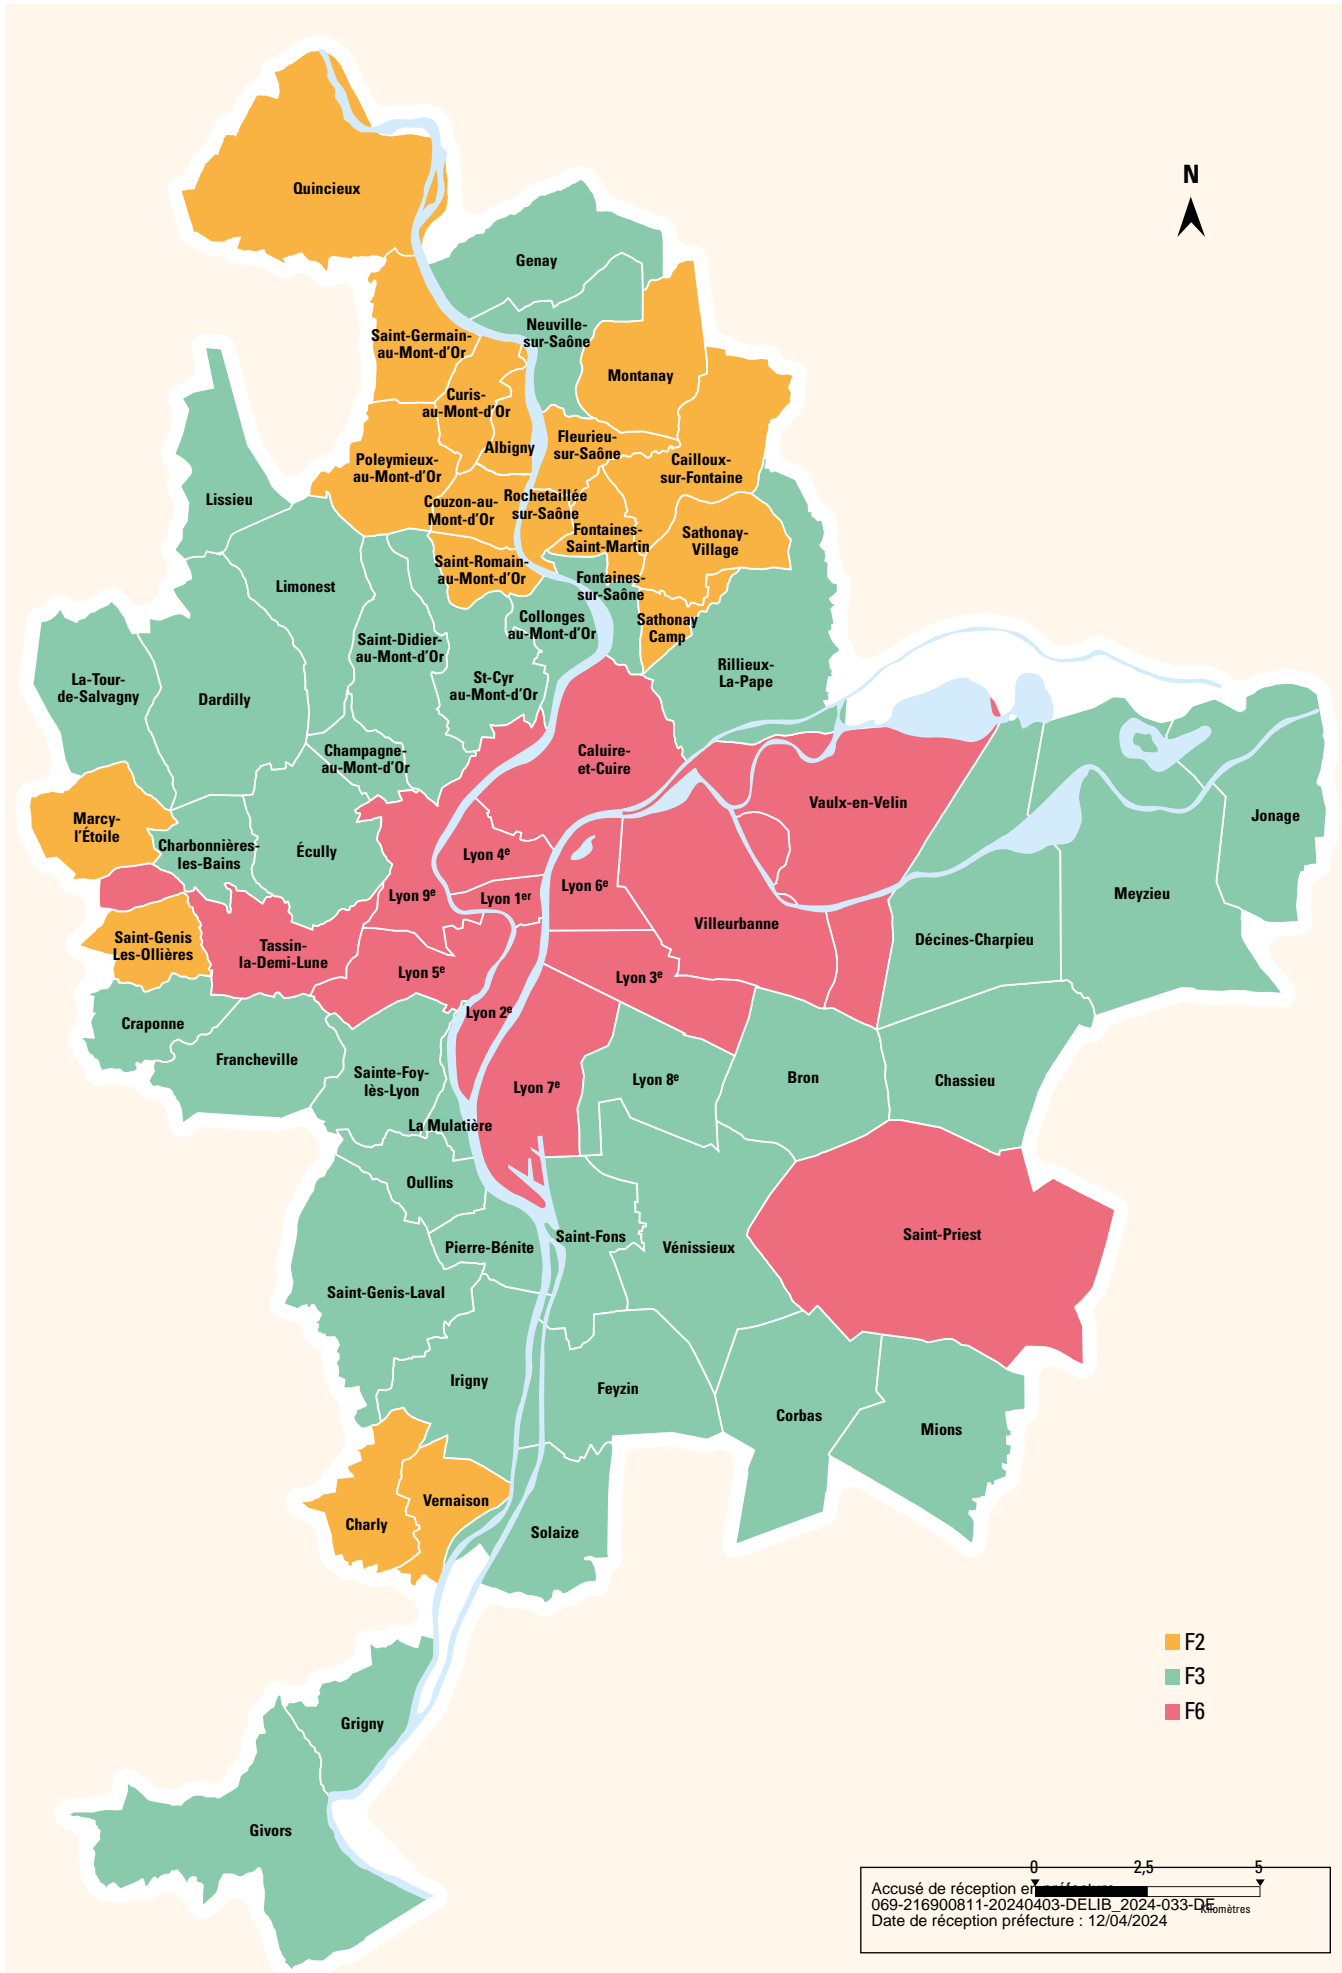 N
Quincieux
Genay
Neuville-
sur-Saône
Saint-Germain-
au-Mont-d'Or
Montanay
Curis-
au-Mont-d'Or
Albigny
Fleurieu-
sur-Saône
Poleymieux-
au-Mont-d'Or
Cailloux-
sur-Fontaine
Lissieu
Couzon-au-
Mont-d'Or
Rochetaillée
sur-Saône
Fontaines-
Saint-Martin
Sathonay-
Village
Saint-Romain-
au-Mont-d'Or
Limonest
Fontaines-
sur-Saône
Collonges
au-Mont-d'Or
Sathonay
Camp
Saint-Didier-
au-Mont-d'Or
Rillieux-
La-Pape
La-Tour-
de-Salvagny
Dardilly
St-Cyr
au-Mont-d'Or
Champagne-
au-Mont-d'Or
Caluire-
et-Cuire
Vaulx-en-Velin
Jonage
Marcy-
l'Étoile
Charbonnières-
les-Bains
Écully
Lyon 4e
Lyon 9e
Lyon 1er
Lyon 6e
Meyzieu
Villeurbanne
Décines-Charpieu
Saint-Genis
Les-Ollières
Tassin-
la-Demi-Lune
Lyon 5e
Lyon 3e
Lyon 2e
Craponne
Francheville
Sainte-Foy-
lès-Lyon
Lyon 7e
Lyon 8e
Bron
Chassieu
La Mulatière
Oullins
Saint-Fons
Pierre-Bénite
Vénissieux
Saint-Priest
Saint-Genis-Laval
Irigny
Feyzin
Corbas
Mions
Vernaison
Charly
Solaize
F2
F3
F6
Grigny
Givors
0 2,5 5
Kilomètres
Accusé de réception en préfecture
069-216900811-20240403-DELIB_2024-033-DE
Date de réception préfecture : 12/04/2024